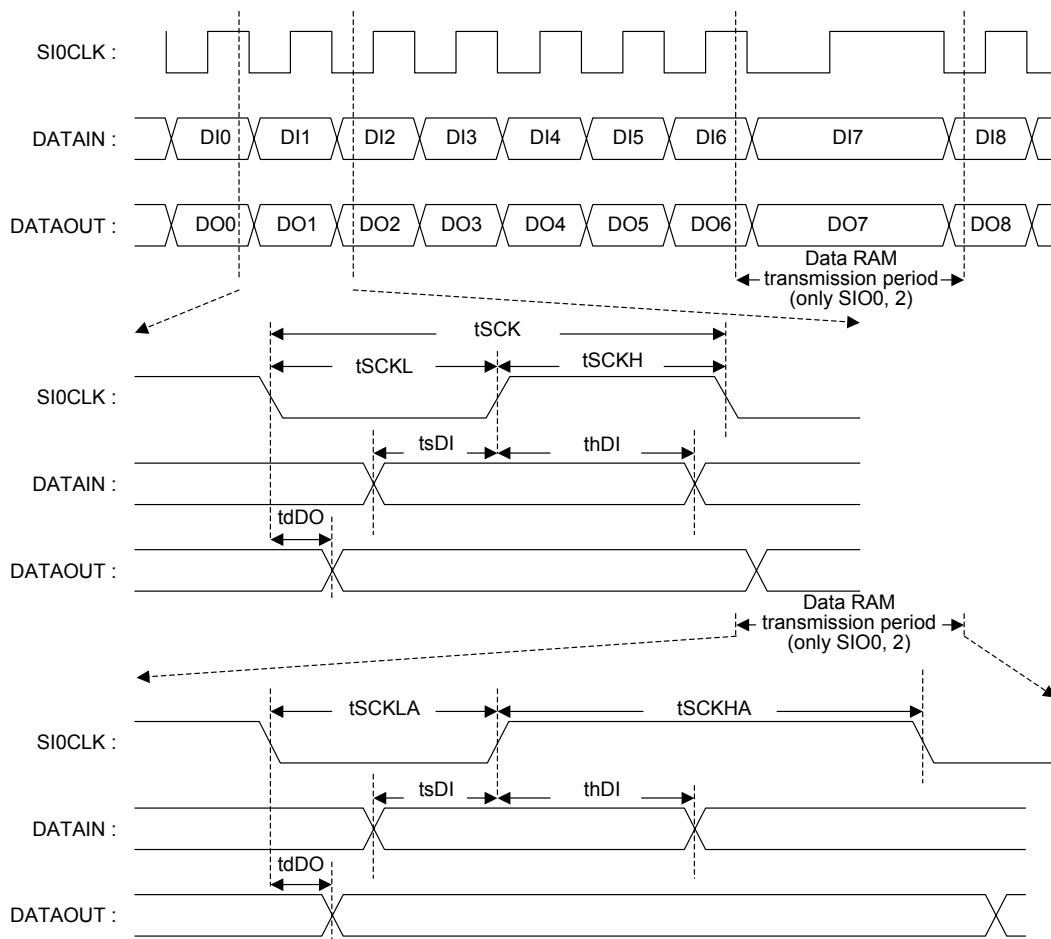 SI0CLK :
DATAIN :
DI0 DI1 DI2 DI3 DI4 DI5 DI6 DI7 DI8
DATAOUT :
DO0 DO1 DO2 DO3 DO4 DO5 DO6 DO7 DO8
Data RAM
transmission period
(only SIO0, 2)
tSCK
tSCKL tSCKH
SI0CLK :
tsDI thDI
DATAIN :
tdDO
DATAOUT :
Data RAM
transmission period
(only SIO0, 2)
tSCKLA tSCKHA
SI0CLK :
tsDI thDI
DATAIN :
tdDO
DATAOUT :